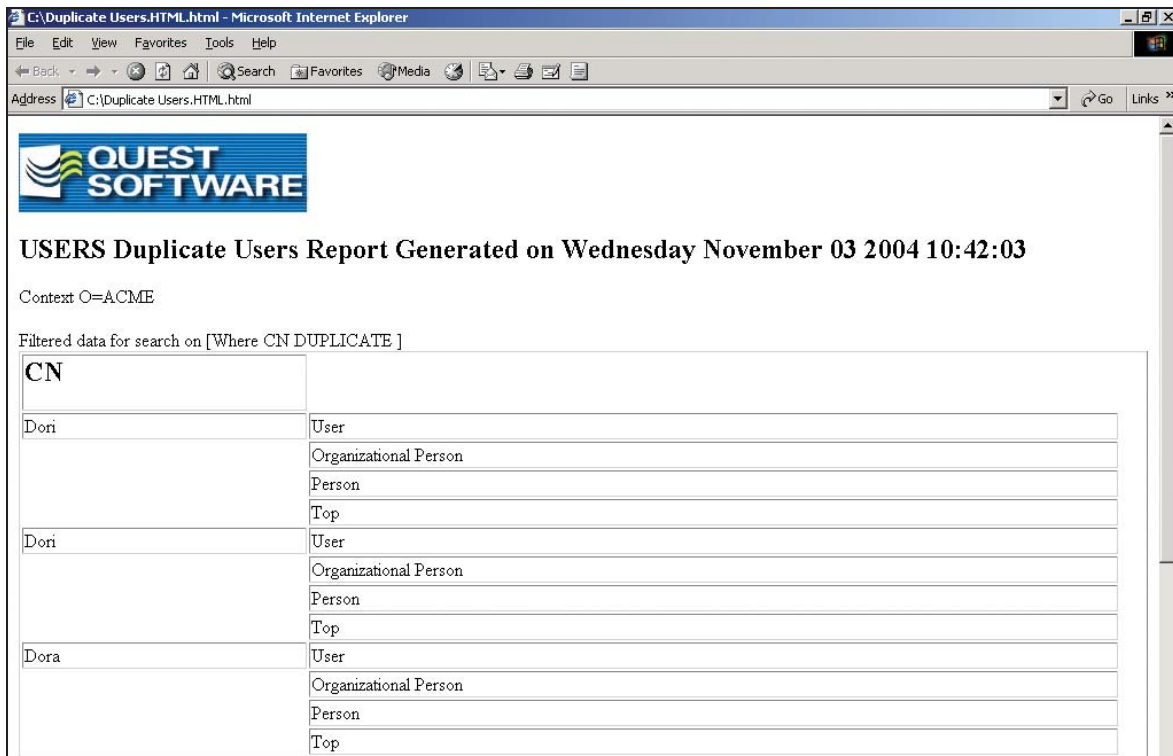 C:\Duplicate Users.HTML.html - Microsoft Internet Explorer
File Edit View Favorites Tools Help
Back Search Favorites Media
Address C:\Duplicate Users.HTML.html Go Links »
QUEST
SOFTWARE
USERS Duplicate Users Report Generated on Wednesday November 03 2004 10:42:03
Context O=ACME
Filtered data for search on [Where CN DUPLICATE ]
CN
Dori User
Organizational Person
Person
Top
Dori User
Organizational Person
Person
Top
Dora User
Organizational Person
Person
Top